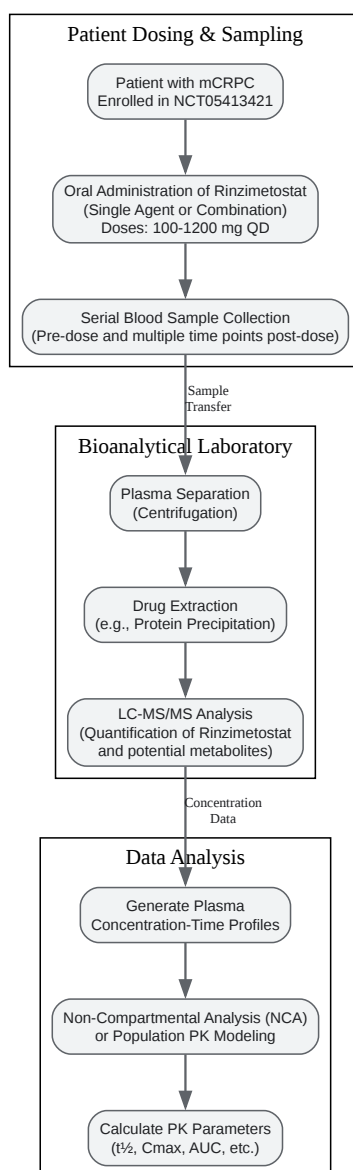 Patient Dosing & Sampling
Patient with mCRPC
Enrolled in NCT05413421
Oral Administration of Rinzimetostat
(Single Agent or Combination)
Doses: 100-1200 mg QD
Serial Blood Sample Collection
(Pre-dose and multiple time points post-dose)
Sample
Transfer
Bioanalytical Laboratory
Plasma Separation
(Centrifugation)
Drug Extraction
(e.g., Protein Precipitation)
LC-MS/MS Analysis
(Quantification of Rinzimetostat
and potential metabolites)
Concentration
Data
Data Analysis
Generate Plasma
Concentration-Time Profiles
Non-Compartmental Analysis (NCA)
or Population PK Modeling
Calculate PK Parameters
(t½, Cmax, AUC, etc.)